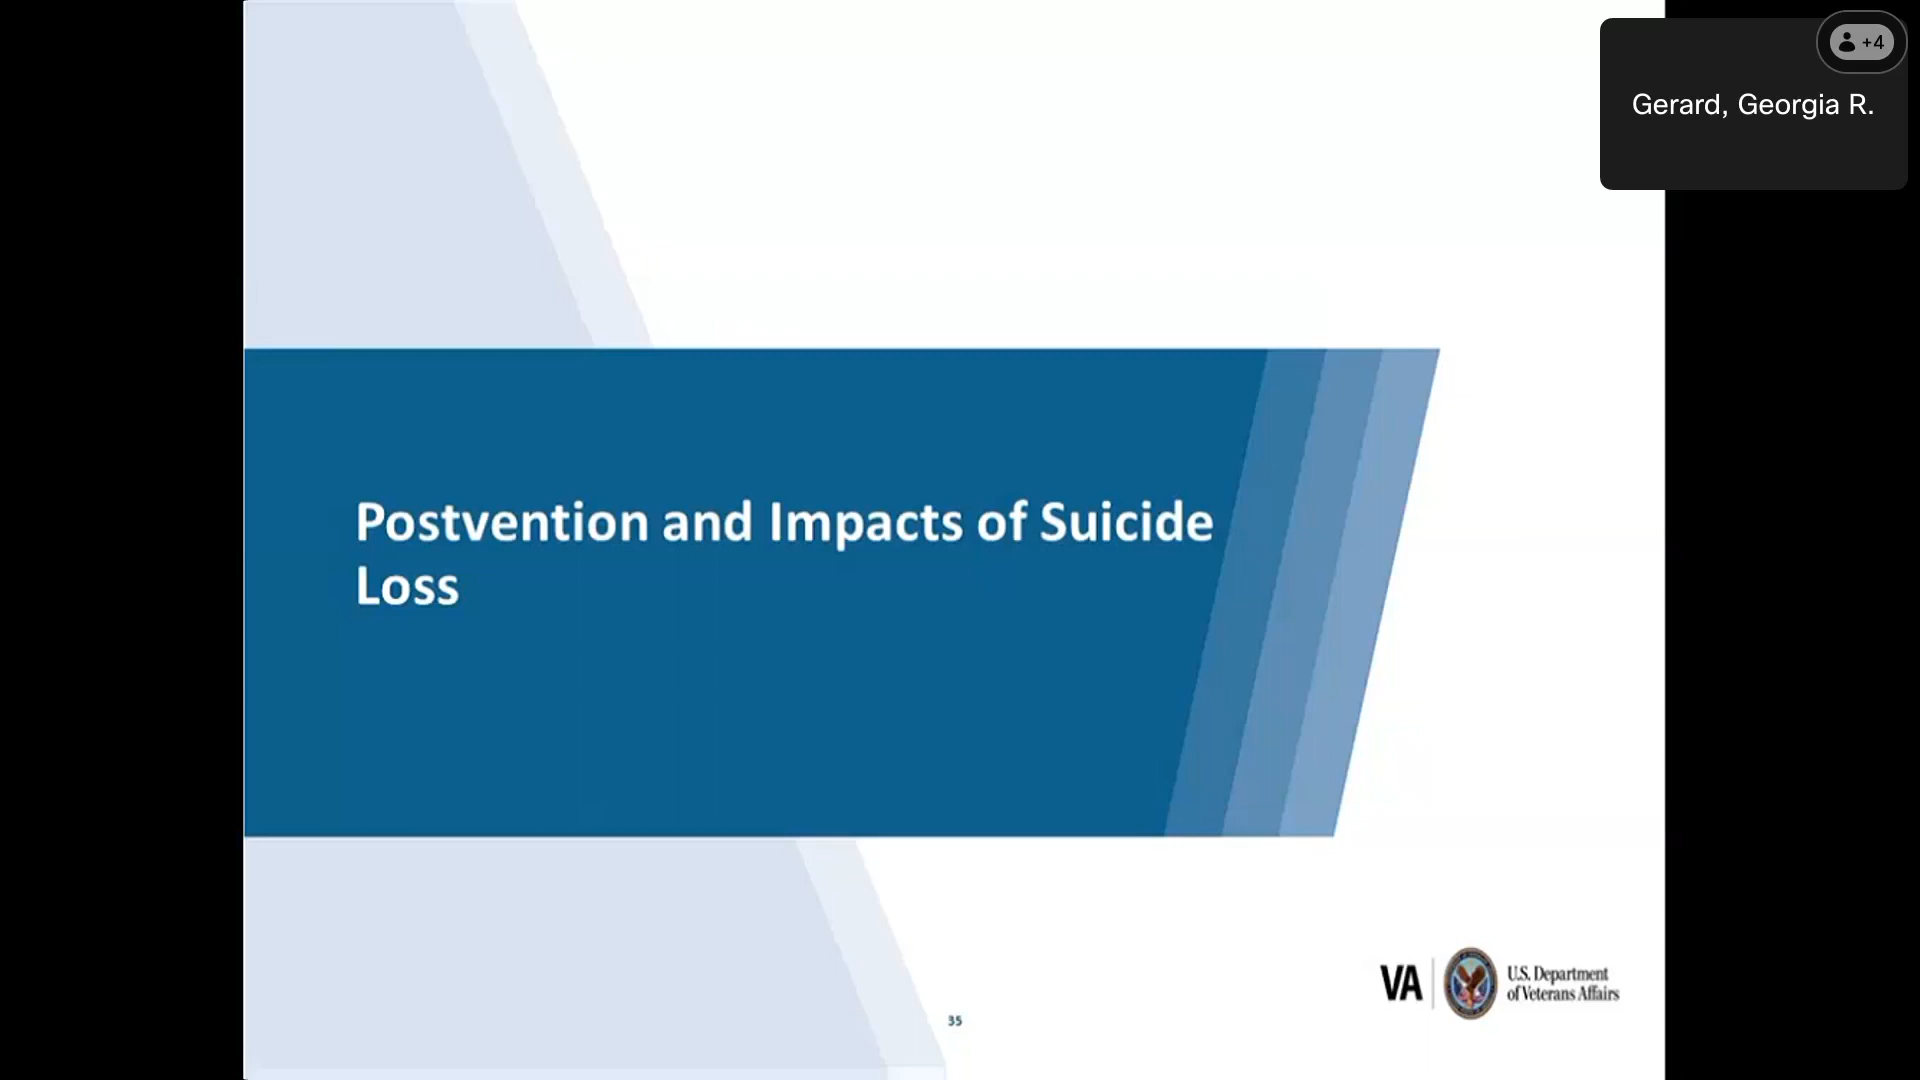 +4
Gerard, Georgia R.
Postvention and Impacts of Suicide
Loss
VA
U.S. Department
of Veterans Affairs
35